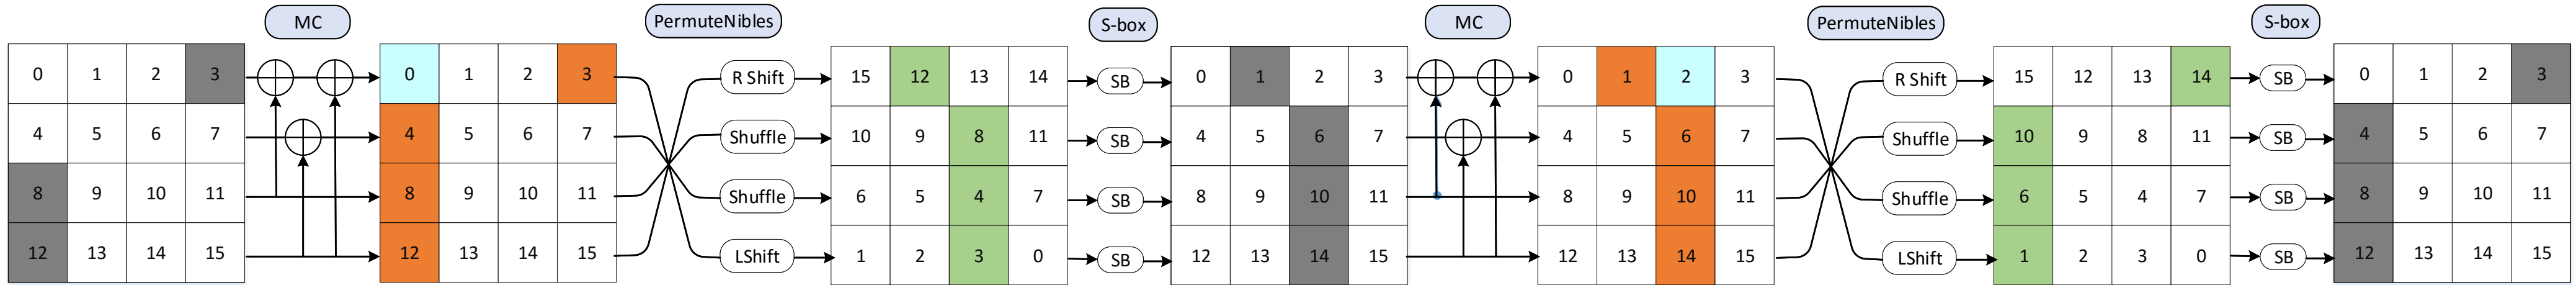 MC PermuteNibles S-box MC PermuteNibles S-box
0 1 2 3 0 1 2 3 R Shift 15 12 13 14 SB 0 1 2 3 0 1 2 3 R Shift 15 12 13 14 SB 0 1 2 3
4 5 6 7 4 5 6 7 Shuffle 10 9 8 11 SB 4 5 6 7 4 5 6 7 Shuffle 10 9 8 11 SB 4 5 6 7
8 9 10 11 8 9 10 11 Shuffle 6 5 4 7 SB 8 9 10 11 8 9 10 11 Shuffle 6 5 4 7 SB 8 9 10 11
12 13 14 15 12 13 14 15 LShift 1 2 3 0 SB 12 13 14 15 12 13 14 15 LShift 1 2 3 0 SB 12 13 14 15